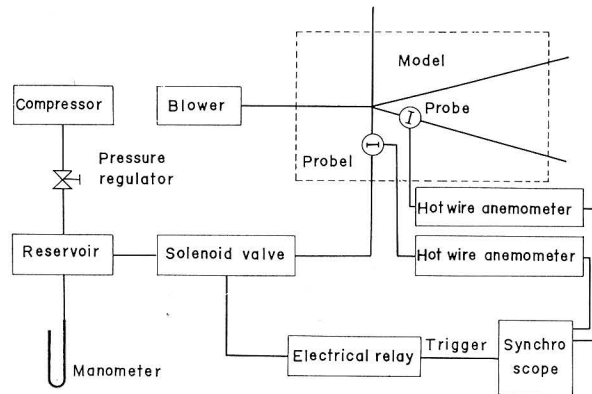 Model
Compressor
Blower
Probe
Pressure
regulator
Probel
Hot wire anemometer
Reservoir
Solenoid valve
Hot wire anemometer
Manometer
Electrical relay
Trigger
Synchro
scope